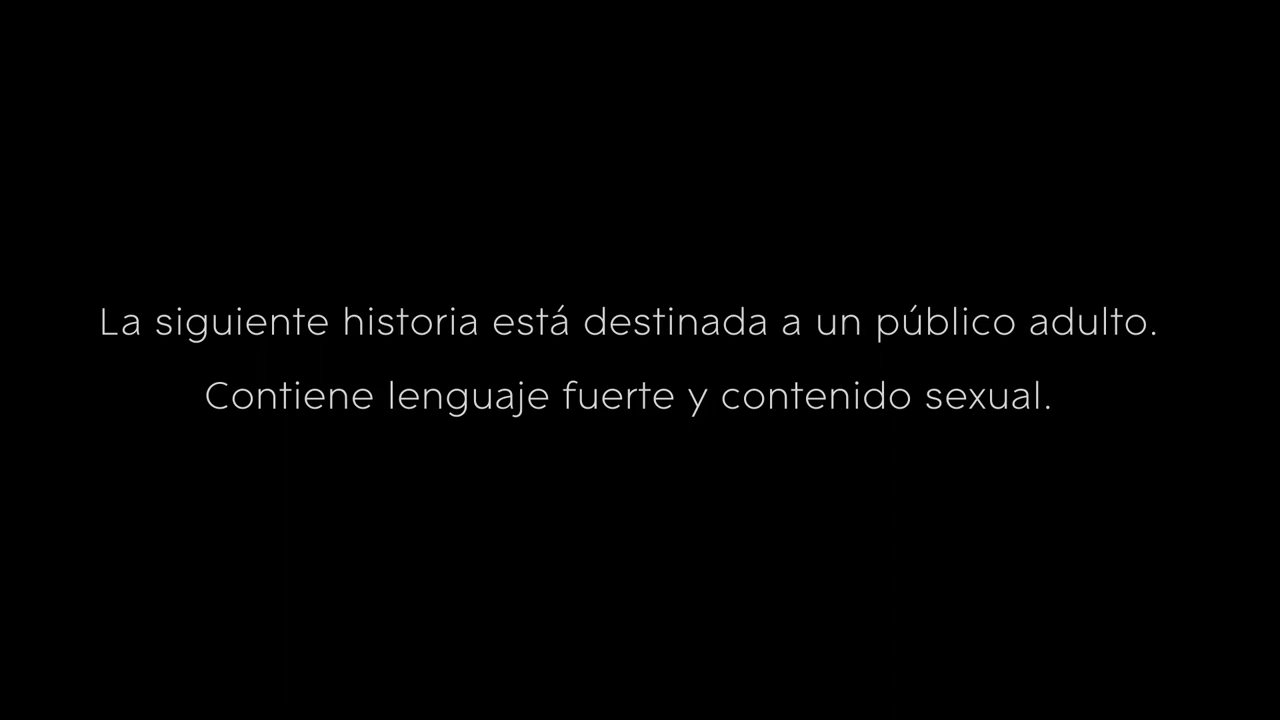 La siguiente historia está destinada a un público adulto.
Contiene lenguaje fuerte y contenido sexual.